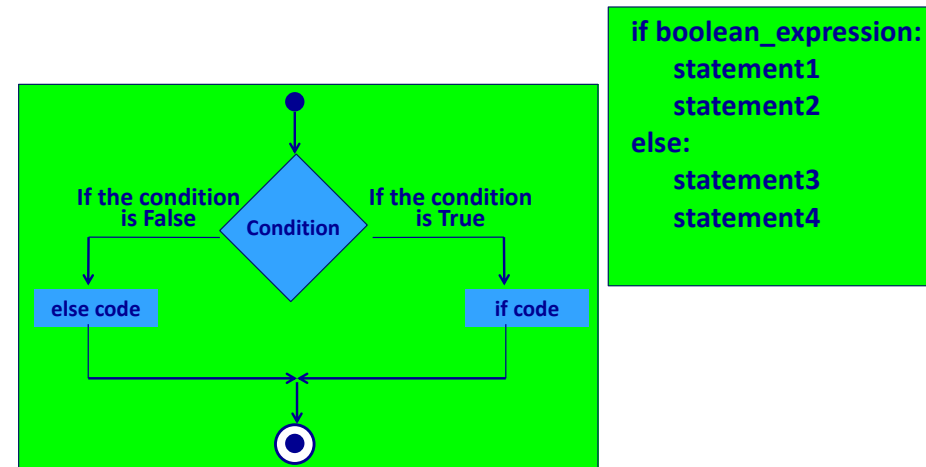 if boolean_expression:
statement1
statement2
else:
statement3
statement4
If the condition
is False
If the condition
is True
Condition
else code
if code